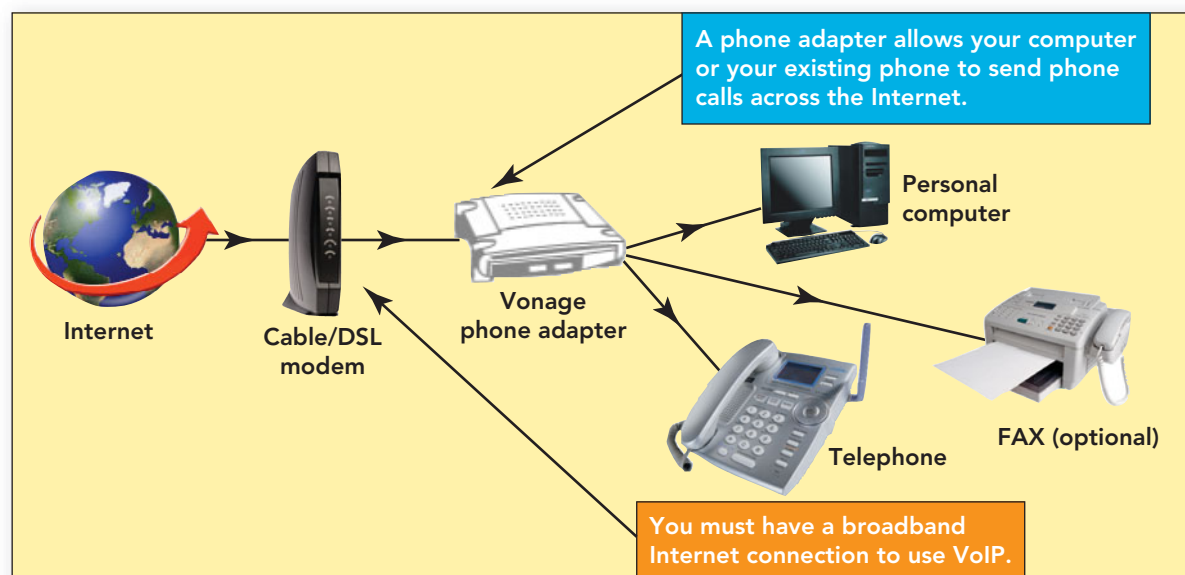 A phone adapter allows your computer
or your existing phone to send phone
calls across the Internet.
Personal
computer
Internet
Cable/DSL
modem
Vonage
phone adapter
Telephone
FAX (optional)
You must have a broadband
Internet connection to use VoIP.